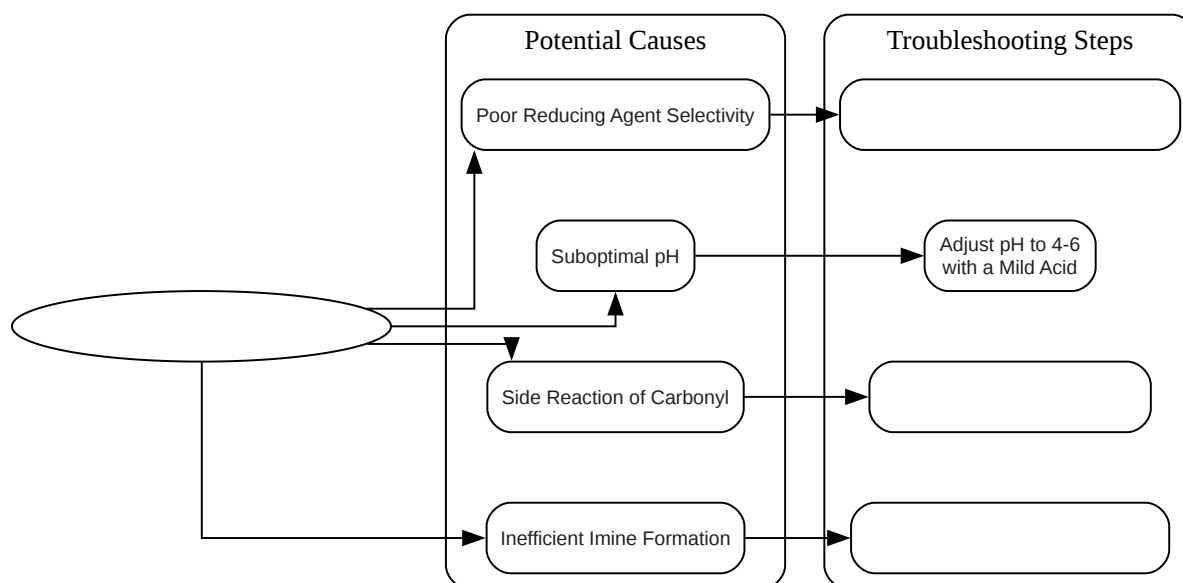 Potential Causes
Troubleshooting Steps
Poor Reducing Agent Selectivity
Suboptimal pH
Adjust pH to 4-6
with a Mild Acid
Side Reaction of Carbonyl
Inefficient Imine Formation